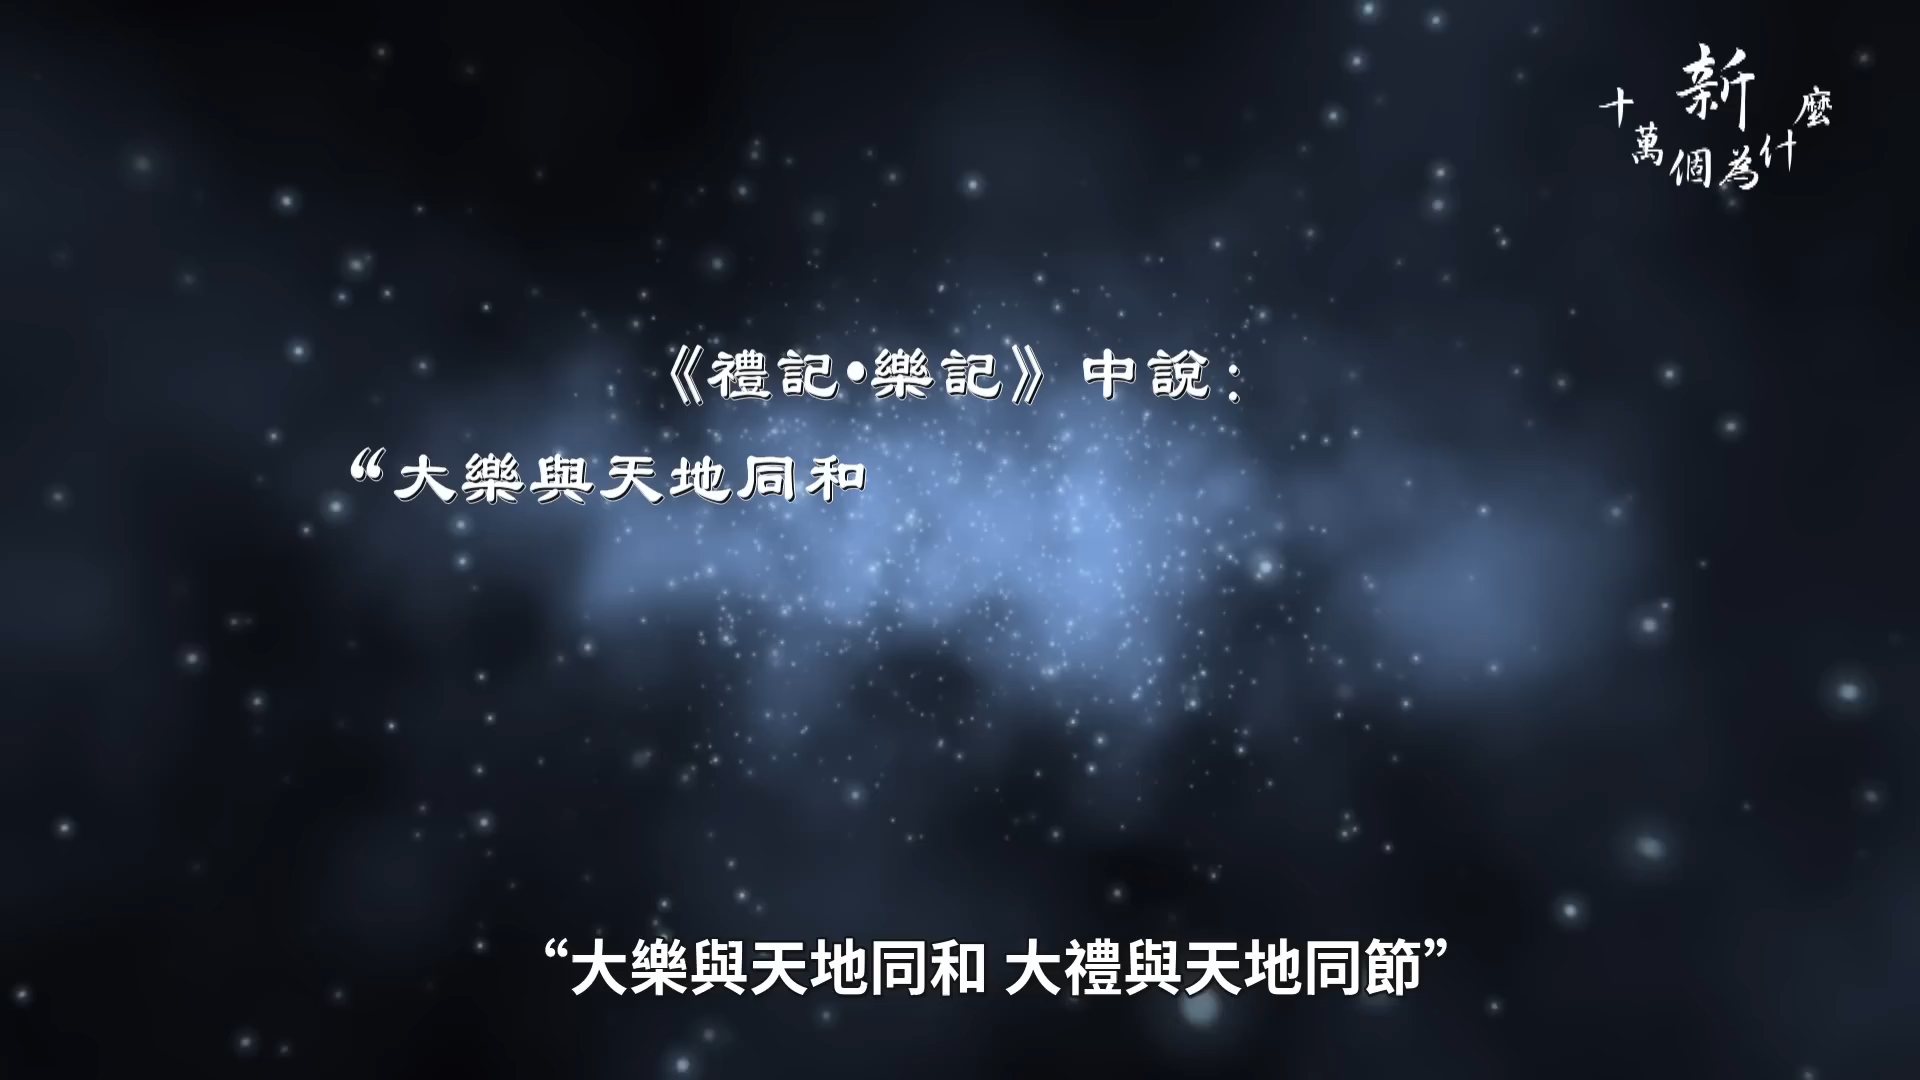 新
十萬個為什麼
《禮記•樂記》中說：
“大樂與天地同和
“大樂與天地同和 大禮與天地同節”